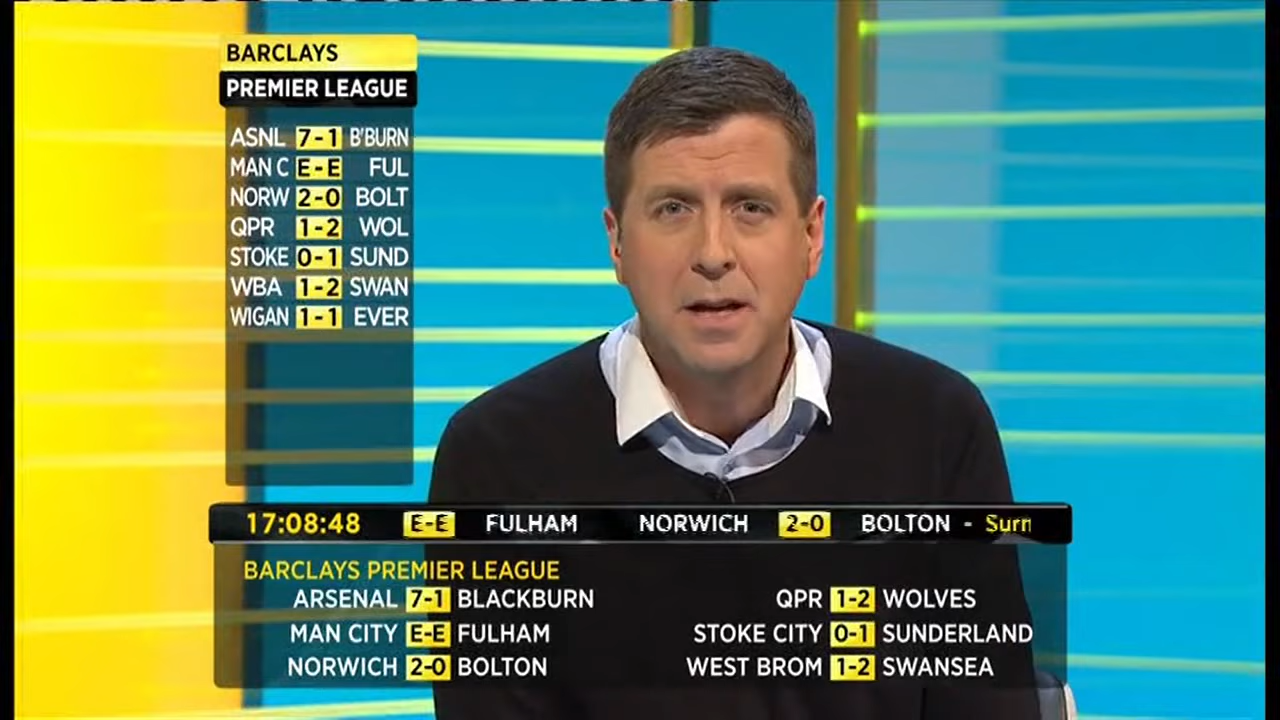 BARCLAYS
PREMIER LEAGUE
ASNL 7-1 B'BURN
MAN C E-E FUL
NORW 2-0 BOLT
QPR 1-2 WOL
STOKE 0-1 SUND
WBA 1-2 SWAN
WIGAN 1-1 EVER
17:08:48 E-E FULHAM NORWICH 2-0 BOLTON - Surr
BARCLAYS PREMIER LEAGUE
ARSENAL 7-1 BLACKBURN QPR 1-2 WOLVES
MAN CITY E-E FULHAM STOKE CITY 0-1 SUNDERLAND
NORWICH 2-0 BOLTON WEST BROM 1-2 SWANSEA